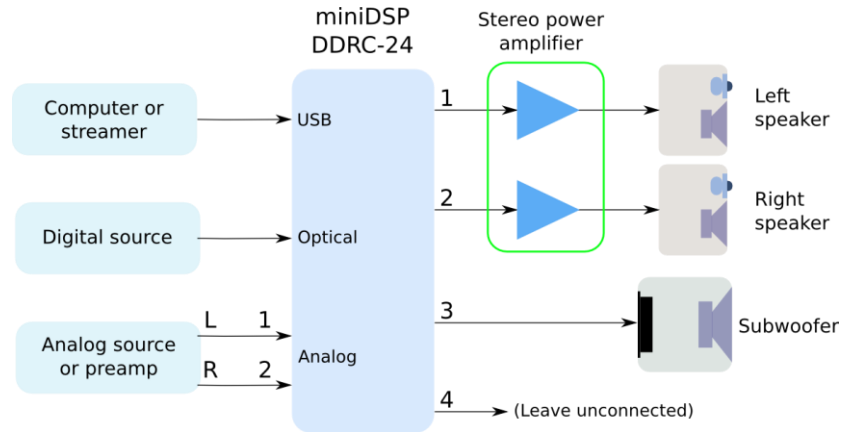 miniDSP
DDRC-24
Stereo power
amplifier
Computer or
streamer
USB
1
Left
speaker
Digital source
Optical
2
Right
speaker
Analog source
or preamp
L 1
R 2
Analog
3
Subwoofer
4
(Leave unconnected)